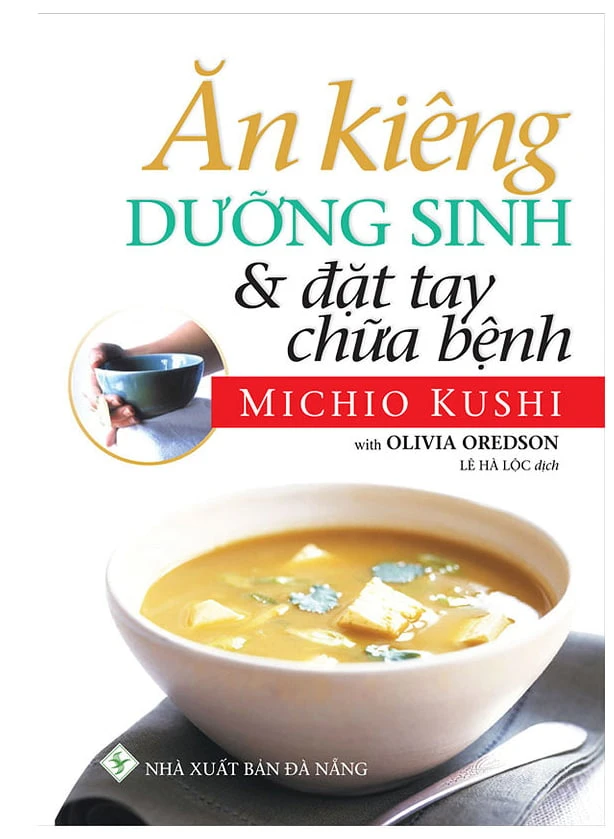 Ăn kiêng
DƯỠNG SINH
& đặt tay
chữa bệnh
MICHIO KUSHI
with OLIVIA OREDSON
LÊ HÀ LỘC dịch
NHÀ XUẤT BẢN ĐÀ NẴNG